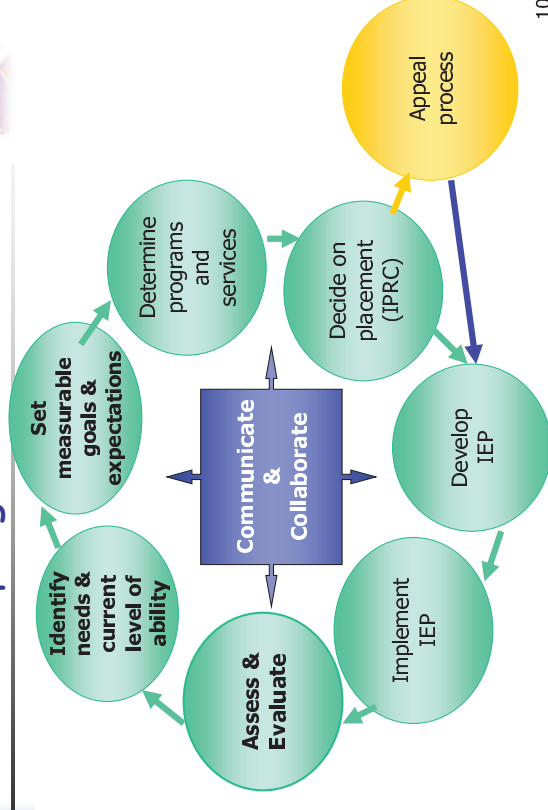 Set
measurable
goals &
expectations
Determine
programs
and
services
Decide on
placement
(IPRC)
Appeal
process
Develop
IEP
Implement
IEP
Assess &
Evaluate
Identify
needs &
current
level of
ability
Communicate
&
Collaborate